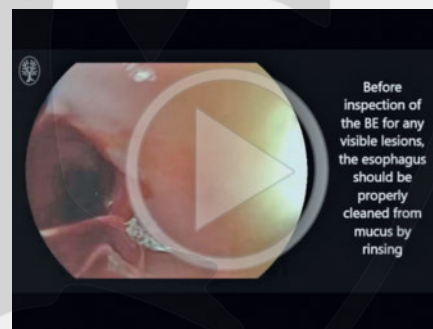 Before
inspection of
the BE for any
visible lesions,
the esophagus
should be
properly
cleaned from
mucus by
rinsing